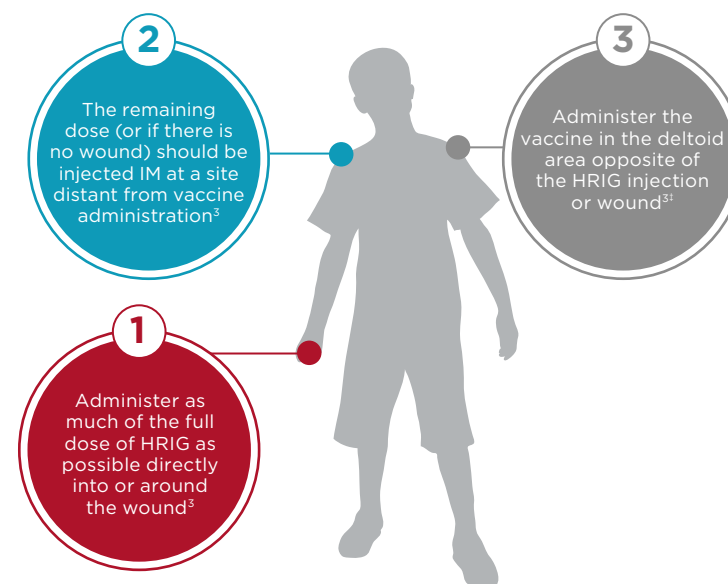 2
The remaining
dose (or if there is
no wound) should be
injected IM at a site
distant from vaccine
administration³
3
Administer the
vaccine in the deltoid
area opposite of
the HRIG injection
or wound³‡
1
Administer as
much of the full
dose of HRIG as
possible directly
into or around
the wound³